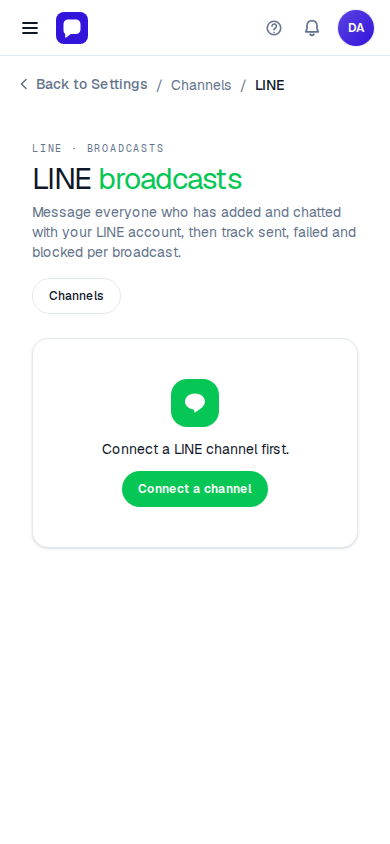 DA
Back to Settings / Channels / LINE
LINE · BROADCASTS
LINE broadcasts
Message everyone who has added and chatted
with your LINE account, then track sent, failed and
blocked per broadcast.
Channels
Connect a LINE channel first.
Connect a channel